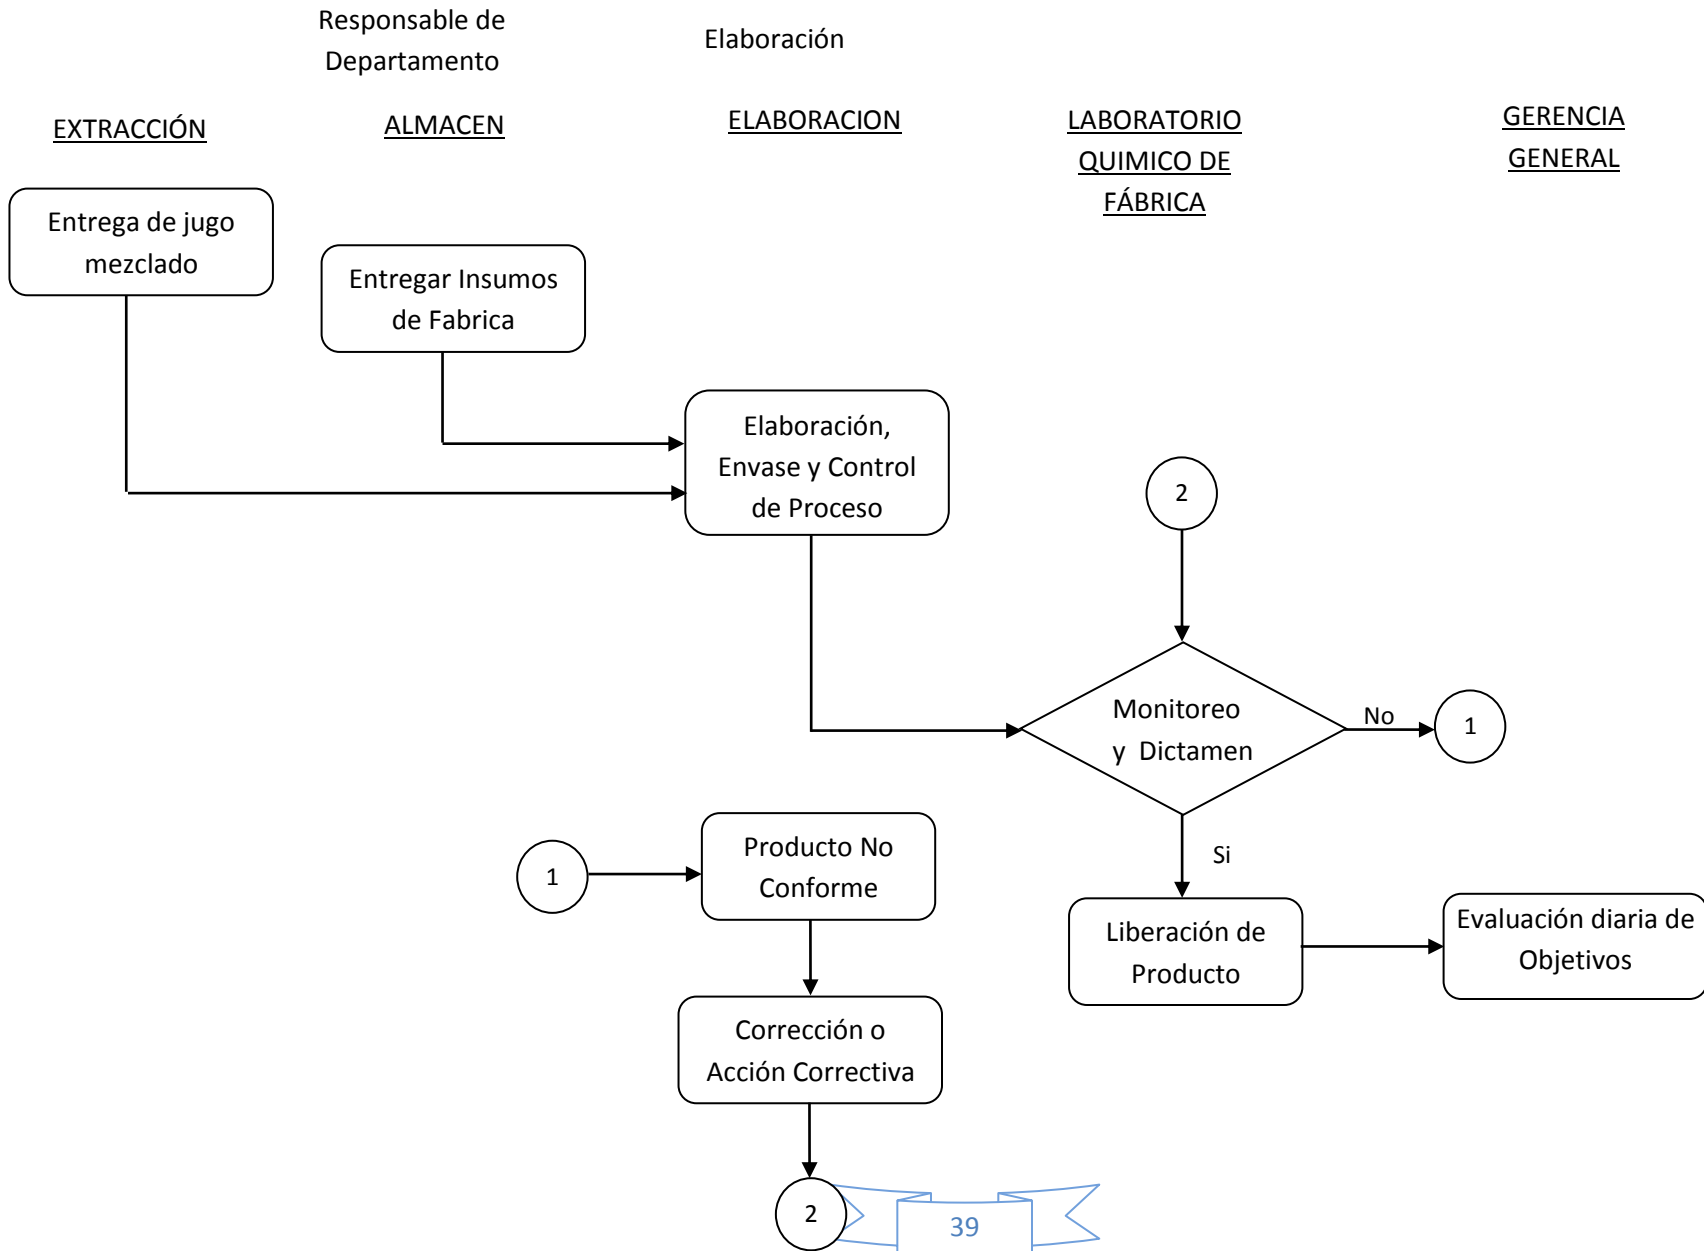 Responsable de
Departamento
Elaboración
EXTRACCIÓN
ALMACEN
ELABORACION
LABORATORIO
QUIMICO DE
FÁBRICA
GERENCIA
GENERAL
Entrega de jugo
mezclado
Entregar Insumos
de Fabrica
Elaboración,
Envase y Control
de Proceso
2
Monitoreo
y Dictamen
No
1
Si
1
Producto No
Conforme
Liberación de
Producto
Evaluación diaria de
Objetivos
Corrección o
Acción Correctiva
2
39